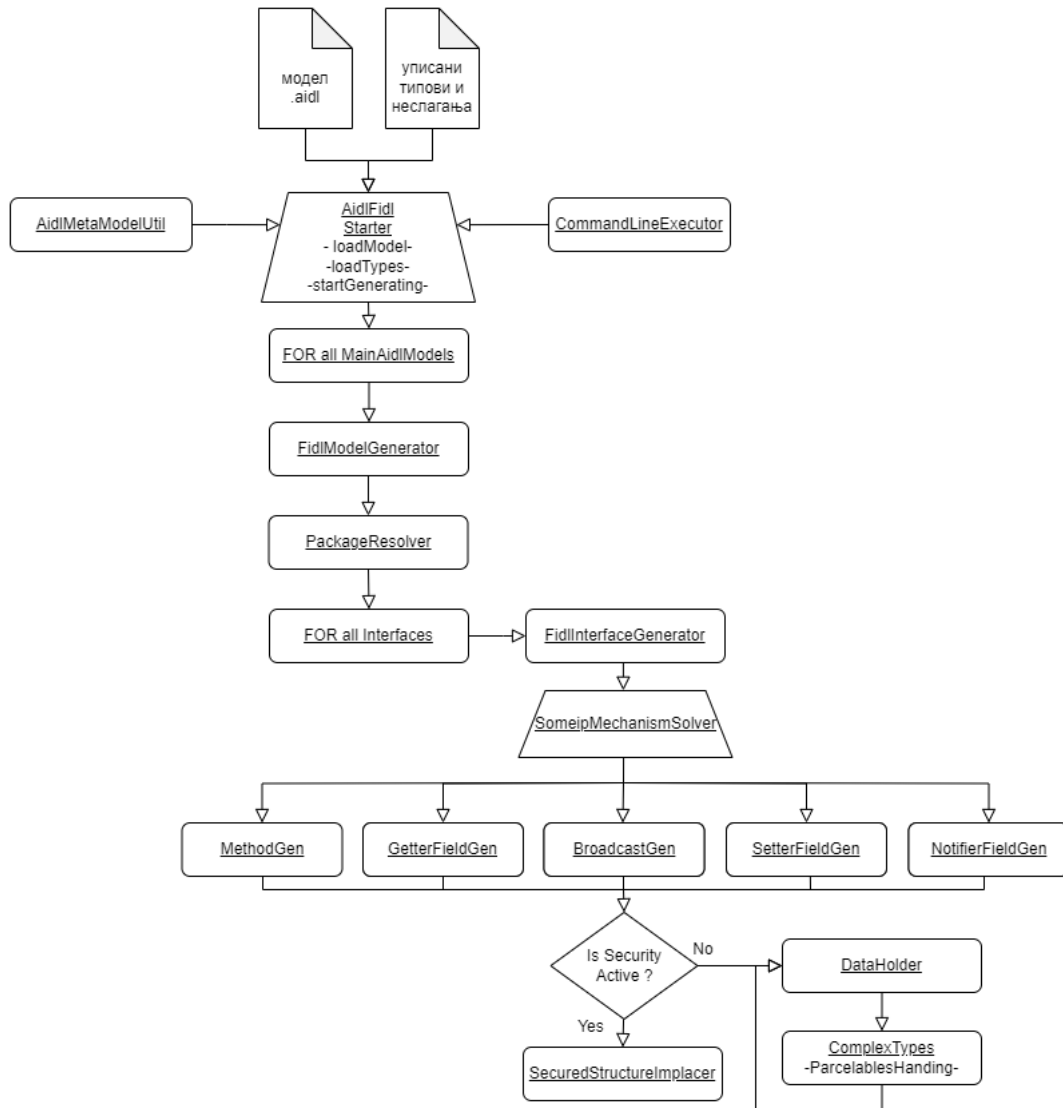 модел
.aidl
уписани
типови и
неслагања
AidlMetaModelUtil
AidlFidl
Starter
- loadModel-
-loadTypes-
-startGenerating-
CommandLineExecutor
FOR all MainAidlModels
FidlModelGenerator
PackageResolver
FOR all Interfaces
FidlInterfaceGenerator
SomeipMechanismSolver
MethodGen
GetterFieldGen
BroadcastGen
SetterFieldGen
NotifierFieldGen
Is Security
Active ?
No
Yes
DataHolder
SecuredStructureImplacer
ComplexTypes
-ParcelablesHanding-